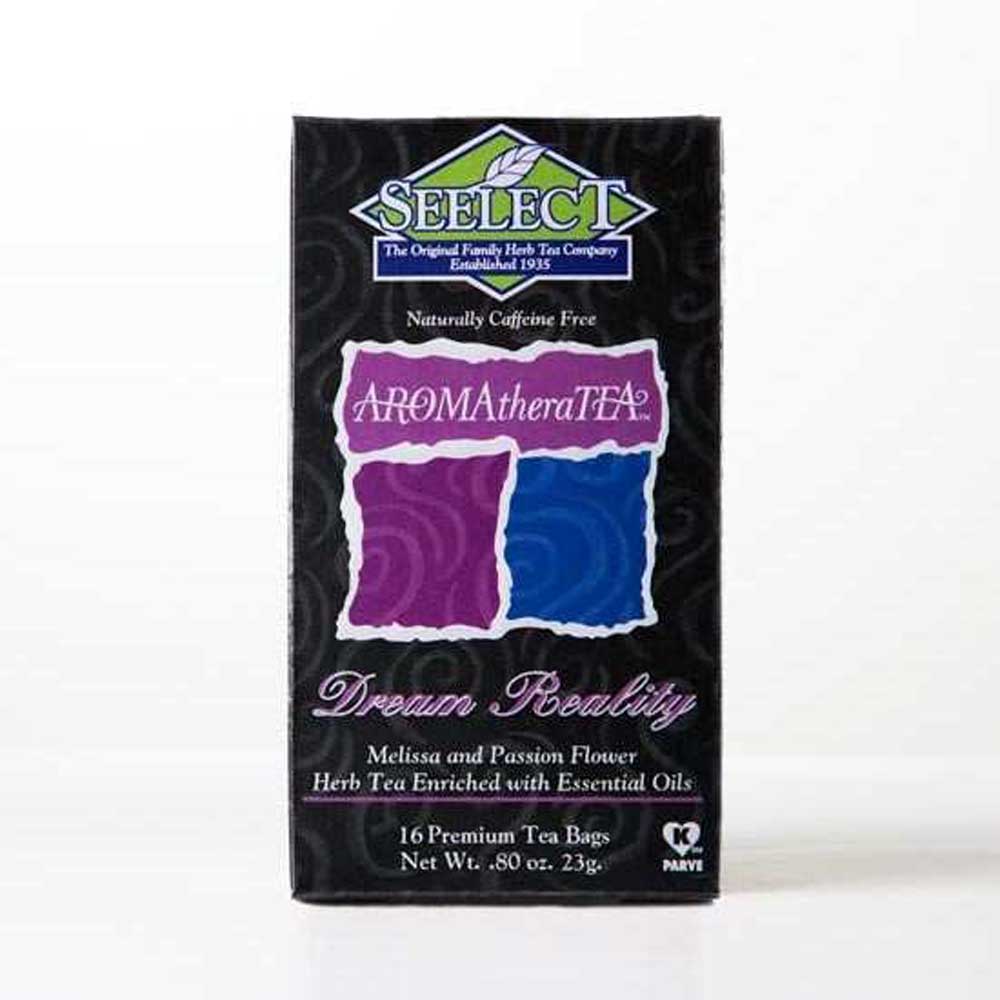 SEELECT
The Original Family Herb Tea Company
Established 1935
Naturally Caffeine Free
AROMAtheraTEA™
Dream Reality
Melissa and Passion Flower
Herb Tea Enriched with Essential Oils
16 Premium Tea Bags
Net Wt. .80 oz. 23g.
K
PARVE